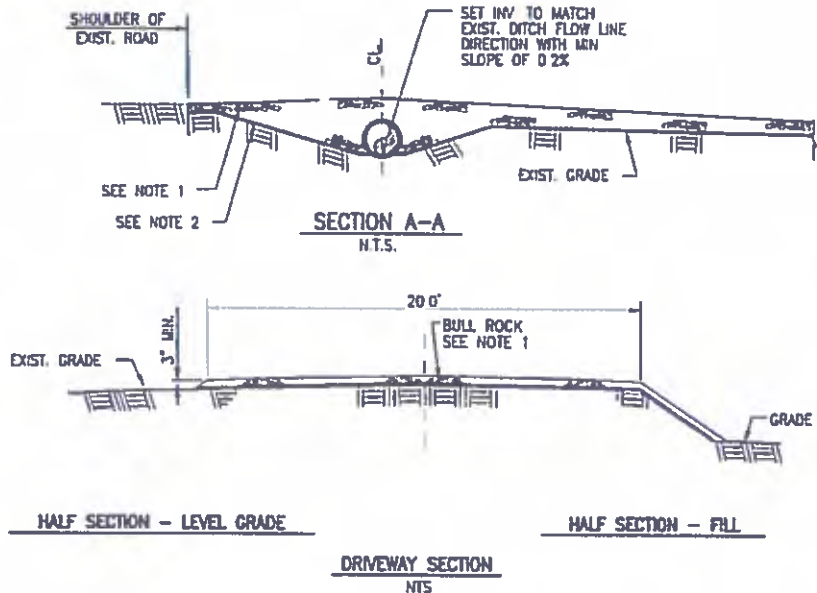 SHOULDER OF
EXIST. ROAD
CL
SET INV TO MATCH
EXIST. DITCH FLOW LINE
DIRECTION WITH MIN
SLOPE OF 0 2%
SEE NOTE 1
SEE NOTE 2
EXIST. GRADE
SECTION A-A
N.T.S.
20 0"
3" MIN.
BULL ROCK
SEE NOTE 1
EXIST. GRADE
GRADE
HALF SECTION - LEVEL GRADE
HALF SECTION - FILL
DRIVEWAY SECTION
NTS